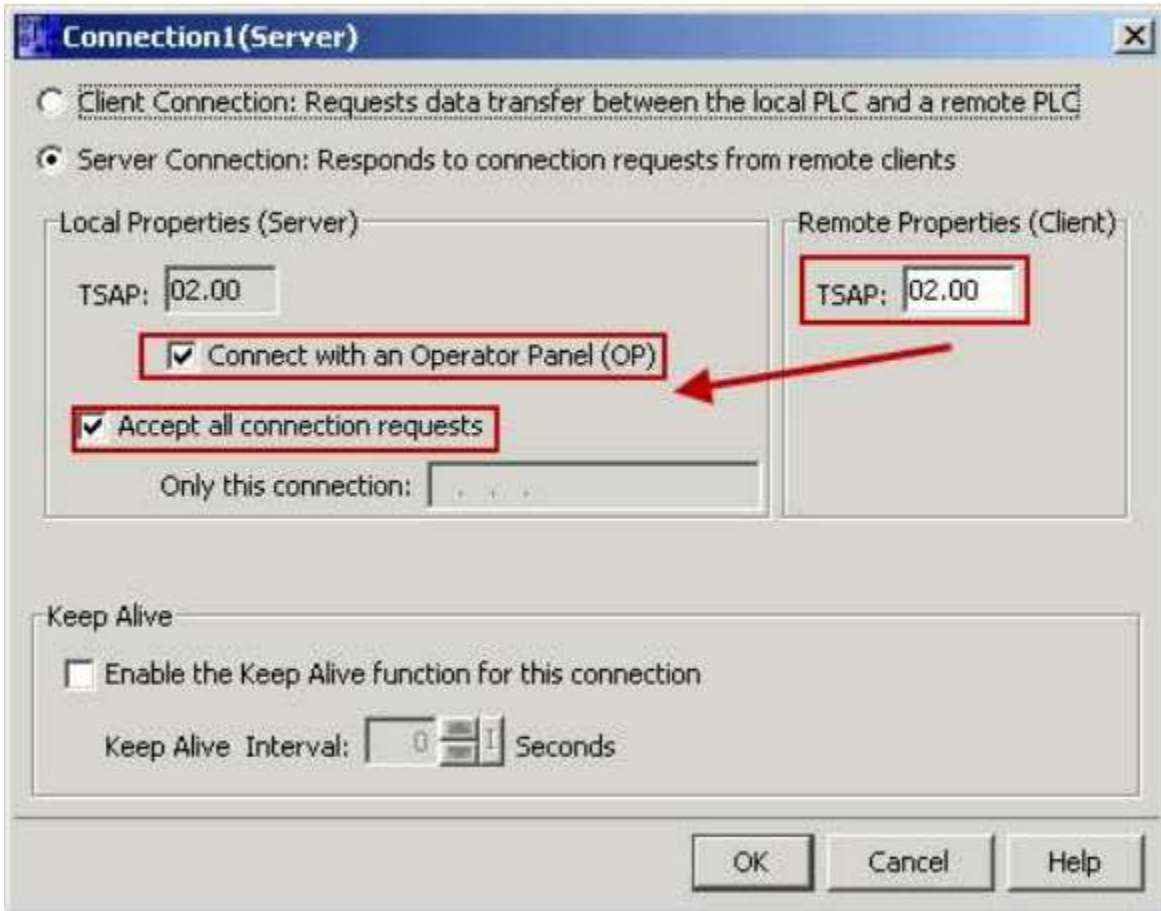 Connection1(Server)
Client Connection: Requests data transfer between the local PLC and a remote PLC
Server Connection: Responds to connection requests from remote clients
Local Properties (Server)
TSAP: 02.00
Connect with an Operator Panel (OP)
Accept all connection requests
Only this connection: . . .
Remote Properties (Client)
TSAP: 02.00
Keep Alive
Enable the Keep Alive function for this connection
Keep Alive Interval: 0 Seconds
OK Cancel Help